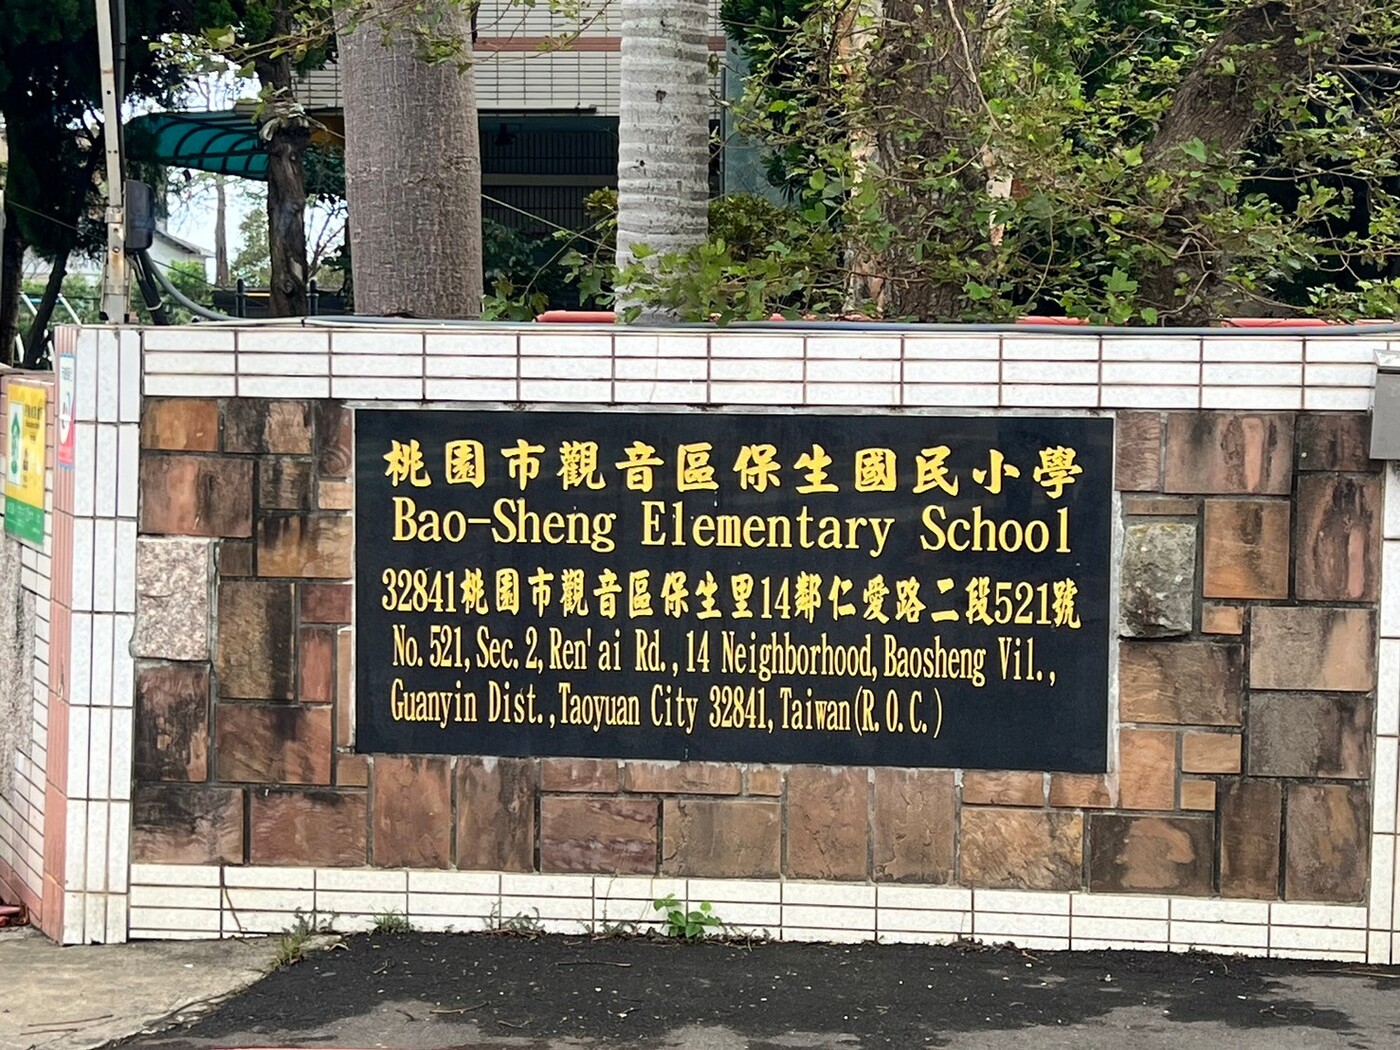 桃園市觀音區保生國民小學
Bao-Sheng Elementary School
32841桃園市觀音區保生里14鄰仁愛路二段521號
No. 521, Sec. 2, Ren'ai Rd., 14 Neighborhood, Baosheng Vil.,
Guanyin Dist., Taoyuan City 32841, Taiwan(R.O.C.)